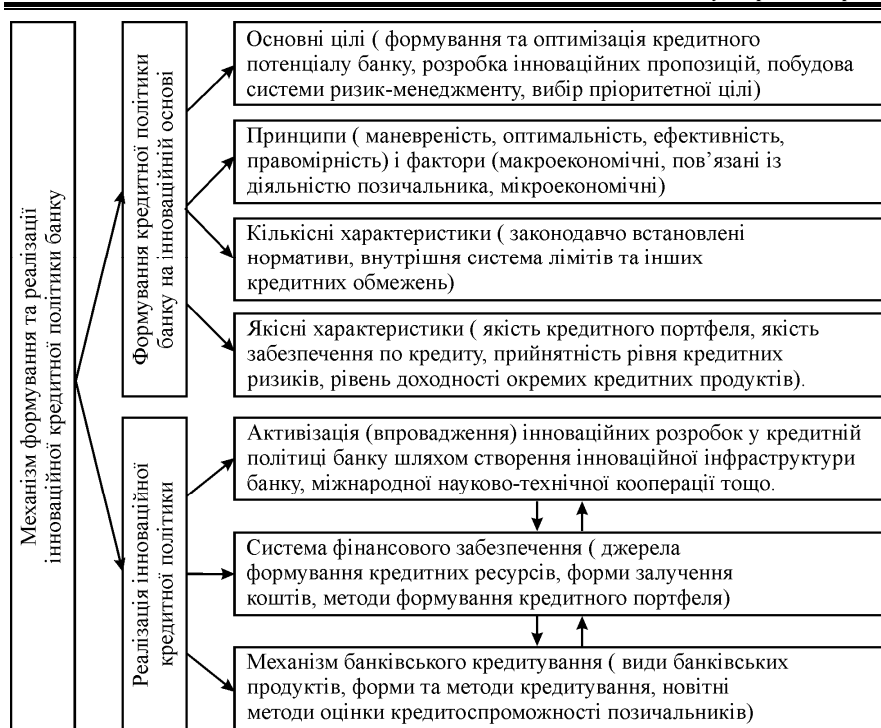 Механізм формування та реалізації
інноваційної кредитної політики банку
Формування кредитної політики
банку на інноваційній основі
Основні цілі ( формування та оптимізація кредитного
потенціалу банку, розробка інноваційних пропозицій, побудова
системи ризик-менеджменту, вибір пріоритетної цілі)
Принципи ( маневреність, оптимальність, ефективність,
правомірність) і фактори (макроекономічні, пов’язані із
діяльністю позичальника, мікроекономічні)
Кількісні характеристики ( законодавчо встановлені
нормативи, внутрішня система лімітів та інших
кредитних обмежень)
Якісні характеристики ( якість кредитного портфеля, якість
забезпечення по кредиту, прийнятність рівня кредитних
ризиків, рівень доходності окремих кредитних продуктів).
Реалізація інноваційної
кредитної політики
Активізація (впровадження) інноваційних розробок у кредитній
політиці банку шляхом створення інноваційної інфраструктури
банку, міжнародної науково-технічної кооперації тощо.
Система фінансового забезпечення ( джерела
формування кредитних ресурсів, форми залучення
коштів, методи формування кредитного портфеля)
Механізм банківського кредитування ( види банківських
продуктів, форми та методи кредитування, новітні
методи оцінки кредитоспроможності позичальників)